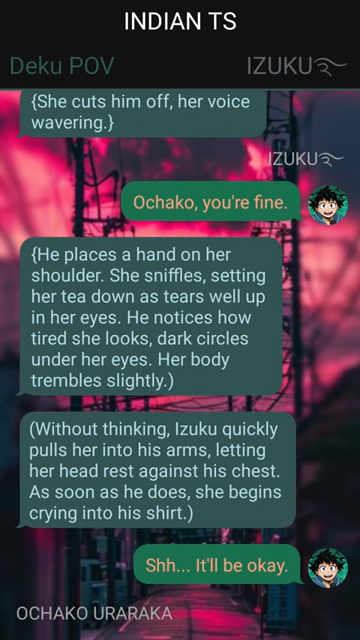 INDIAN TS
Deku POV
IZUKU
{She cuts him off, her voice
wavering.}
IZUKU
Ochako, you're fine.
{He places a hand on her
shoulder. She sniffles, setting
her tea down as tears well up
in her eyes. He notices how
tired she looks, dark circles
under her eyes. Her body
trembles slightly.)
(Without thinking, Izuku quickly
pulls her into his arms, letting
her head rest against his chest.
As soon as he does, she begins
crying into his shirt.)
Shh... It'll be okay.
OCHAKO URARAKA